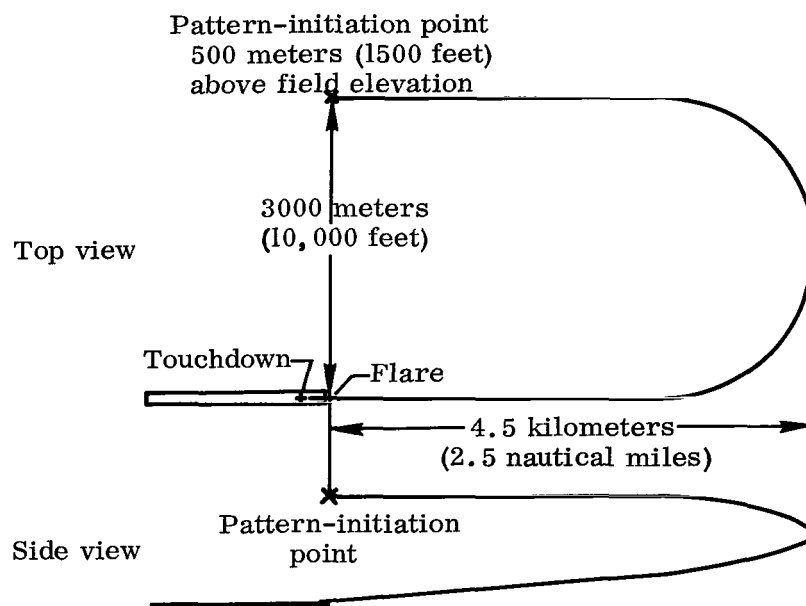 Pattern-initiation point
500 meters (1500 feet)
above field elevation
3000 meters
(10,000 feet)
Top view
Touchdown
Flare
4.5 kilometers
(2.5 nautical miles)
Pattern-initiation
point
Side view